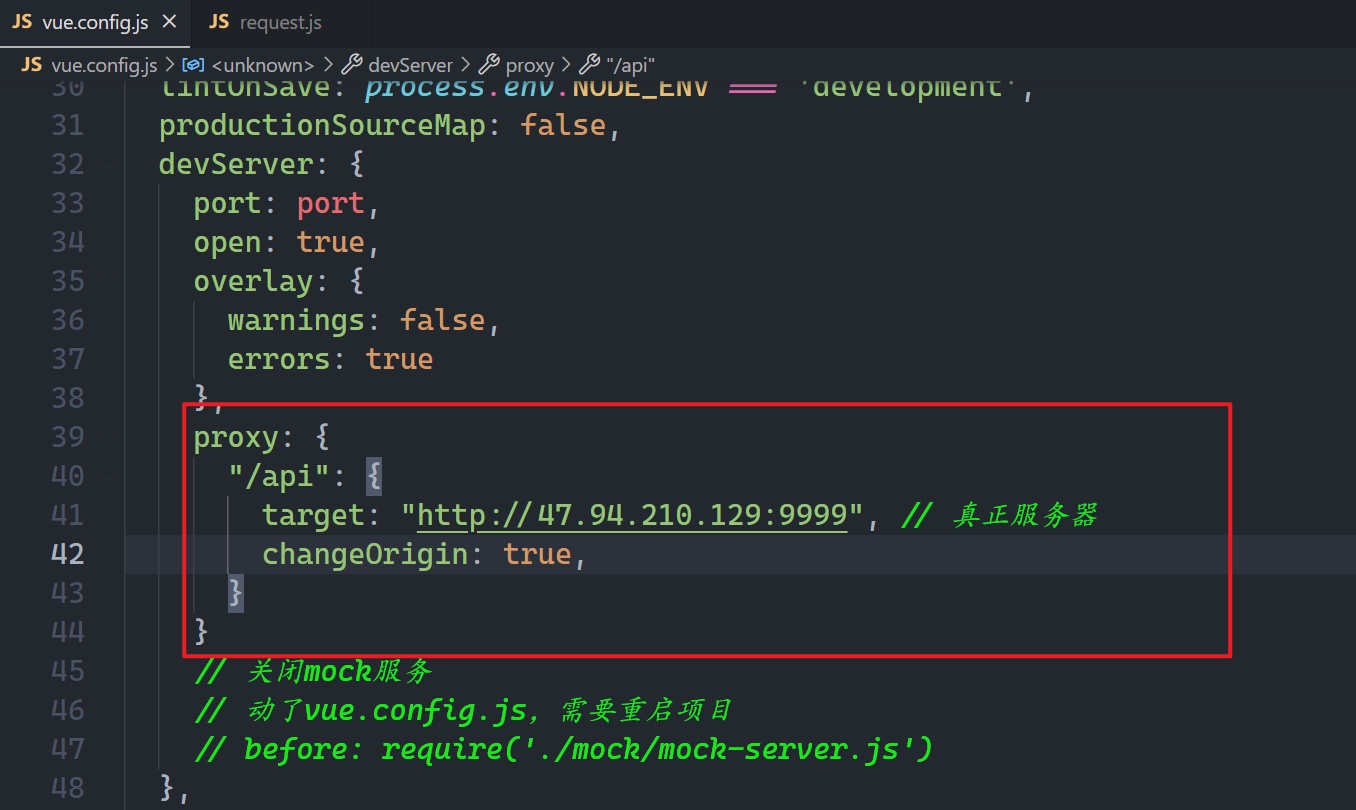 JS vue.config.js ×
JS request.js
JS vue.config.js > <unknown> > devServer > proxy > "/api"
30 lintOnSave: process.env.NODE_ENV === 'development',
31 productionSourceMap: false,
32 devServer: {
33 port: port,
34 open: true,
35 overlay: {
36 warnings: false,
37 errors: true
38 },
39 proxy: {
40 "/api": {
41 target: "http://47.94.210.129:9999", // 真正服务器
42 changeOrigin: true,
43 }
44 }
45 // 关闭mock服务
46 // 动了vue.config.js，需要重启项目
47 // before: require('./mock/mock-server.js')
48 },